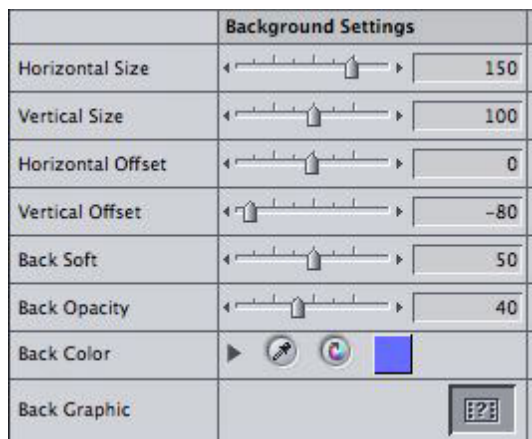 Background Settings
Horizontal Size 150
Vertical Size 100
Horizontal Offset 0
Vertical Offset -80
Back Soft 50
Back Opacity 40
Back Color
Back Graphic ?